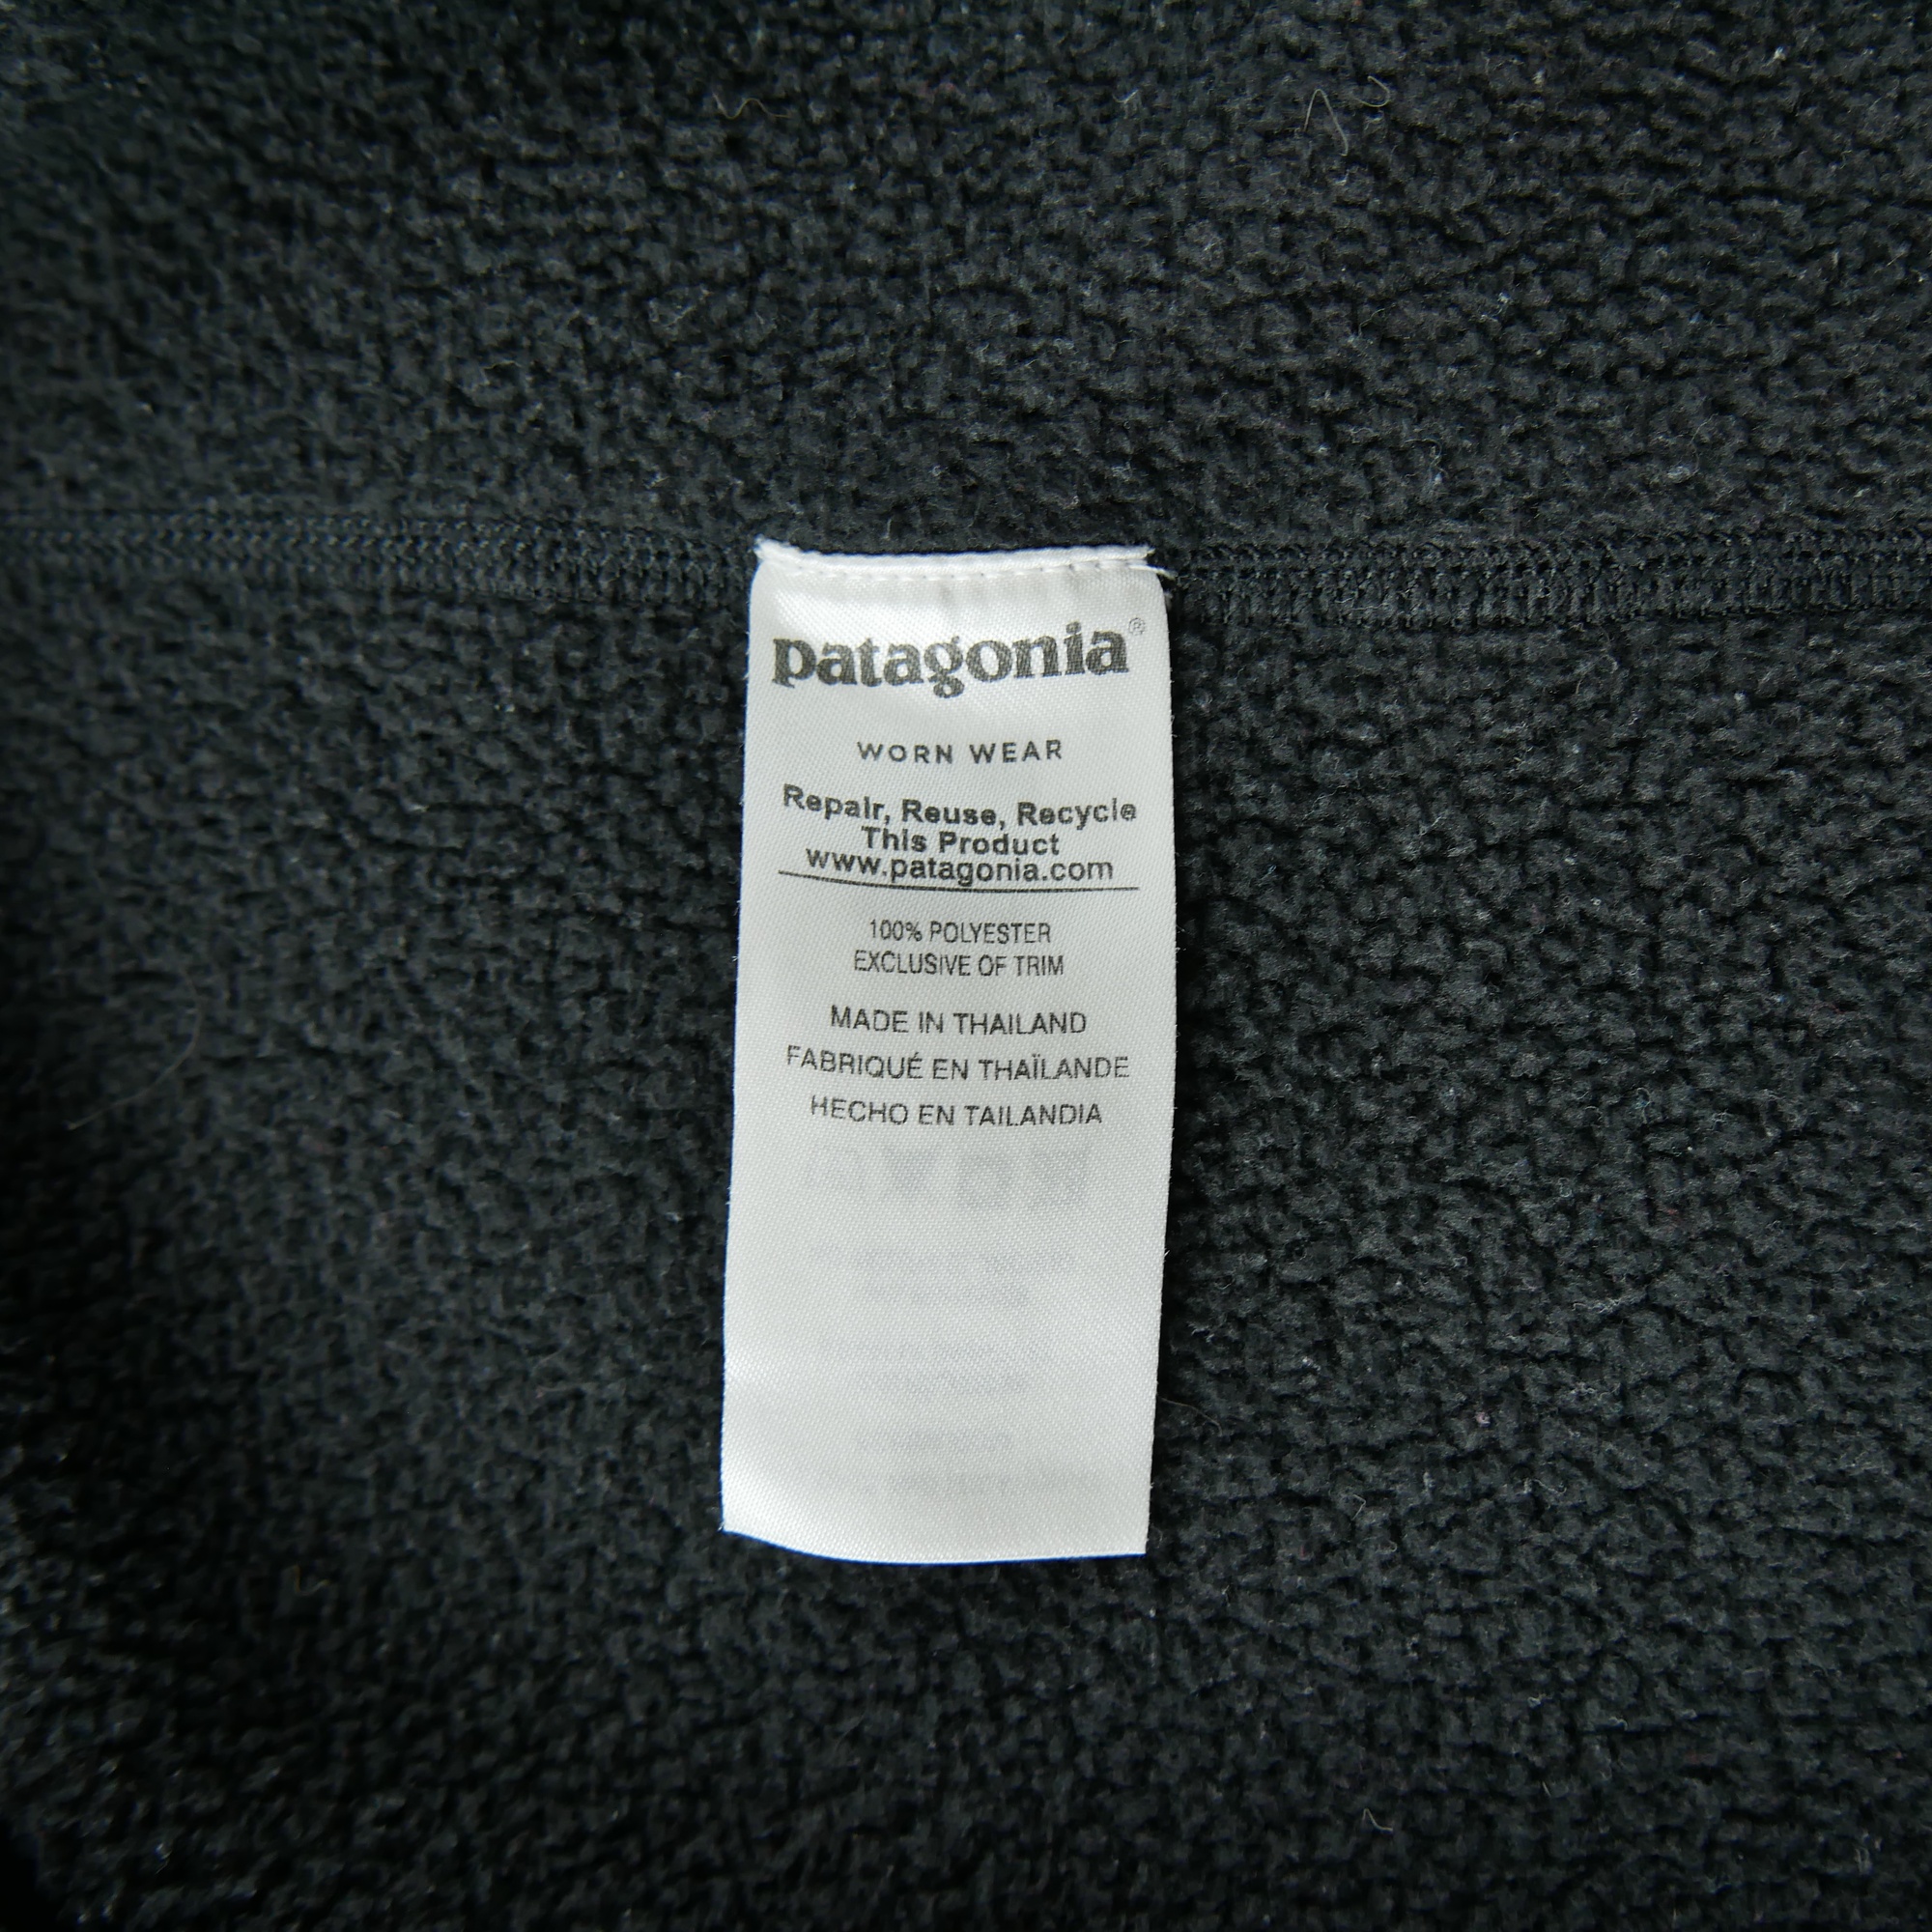 patagonia®
WORN WEAR
Repair, Reuse, Recycle
This Product
www.patagonia.com
100% POLYESTER
EXCLUSIVE OF TRIM
MADE IN THAILAND
FABRIQUÉ EN THAÏLANDE
HECHO EN TAILANDIA